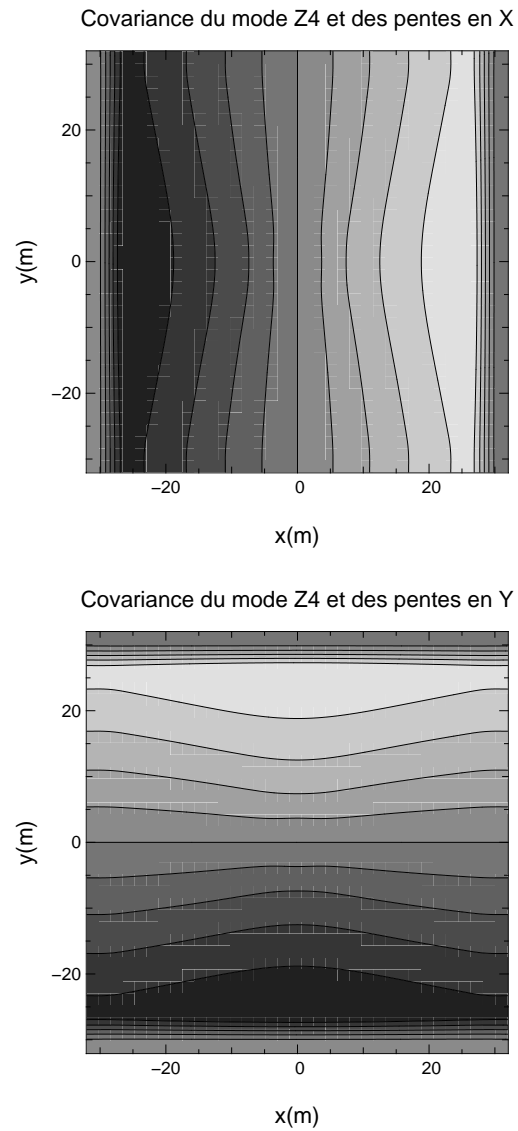 Covariance du mode Z4 et des pentes en X
20
0
−20
y(m)
−20 0 20
x(m)
Covariance du mode Z4 et des pentes en Y
20
0
−20
y(m)
−20 0 20
x(m)